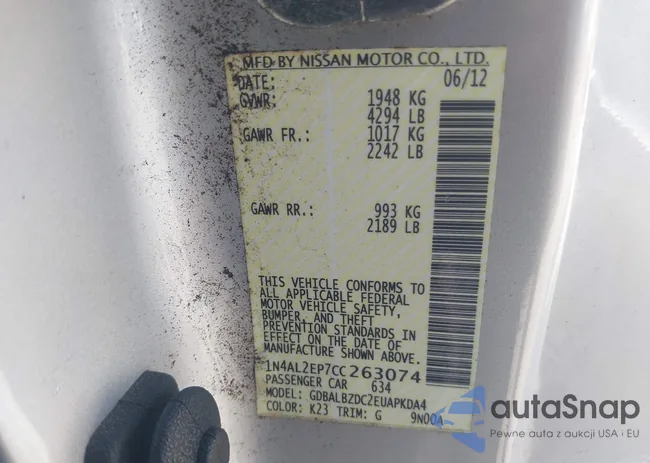 MFD BY NISSAN MOTOR CO., LTD.
DATE: 06/12
GVWR: 1948 KG
4294 LB
GAWR FR.: 1017 KG
2242 LB
GAWR RR.: 993 KG
2189 LB
THIS VEHICLE CONFORMS TO
ALL APPLICABLE FEDERAL
MOTOR VEHICLE SAFETY,
BUMPER, AND THEFT
PREVENTION STANDARDS IN
EFFECT ON THE DATE OF
MANUFACTURE SHOWN ABOVE.
1N4AL2EP7CC263074
PASSENGER CAR 634
MODEL: GDBALBZDC2EUAPKDA4
COLOR: K23 TRIM: G 9N00A
autoSnap
Pewne auta z aukcji USA i EU